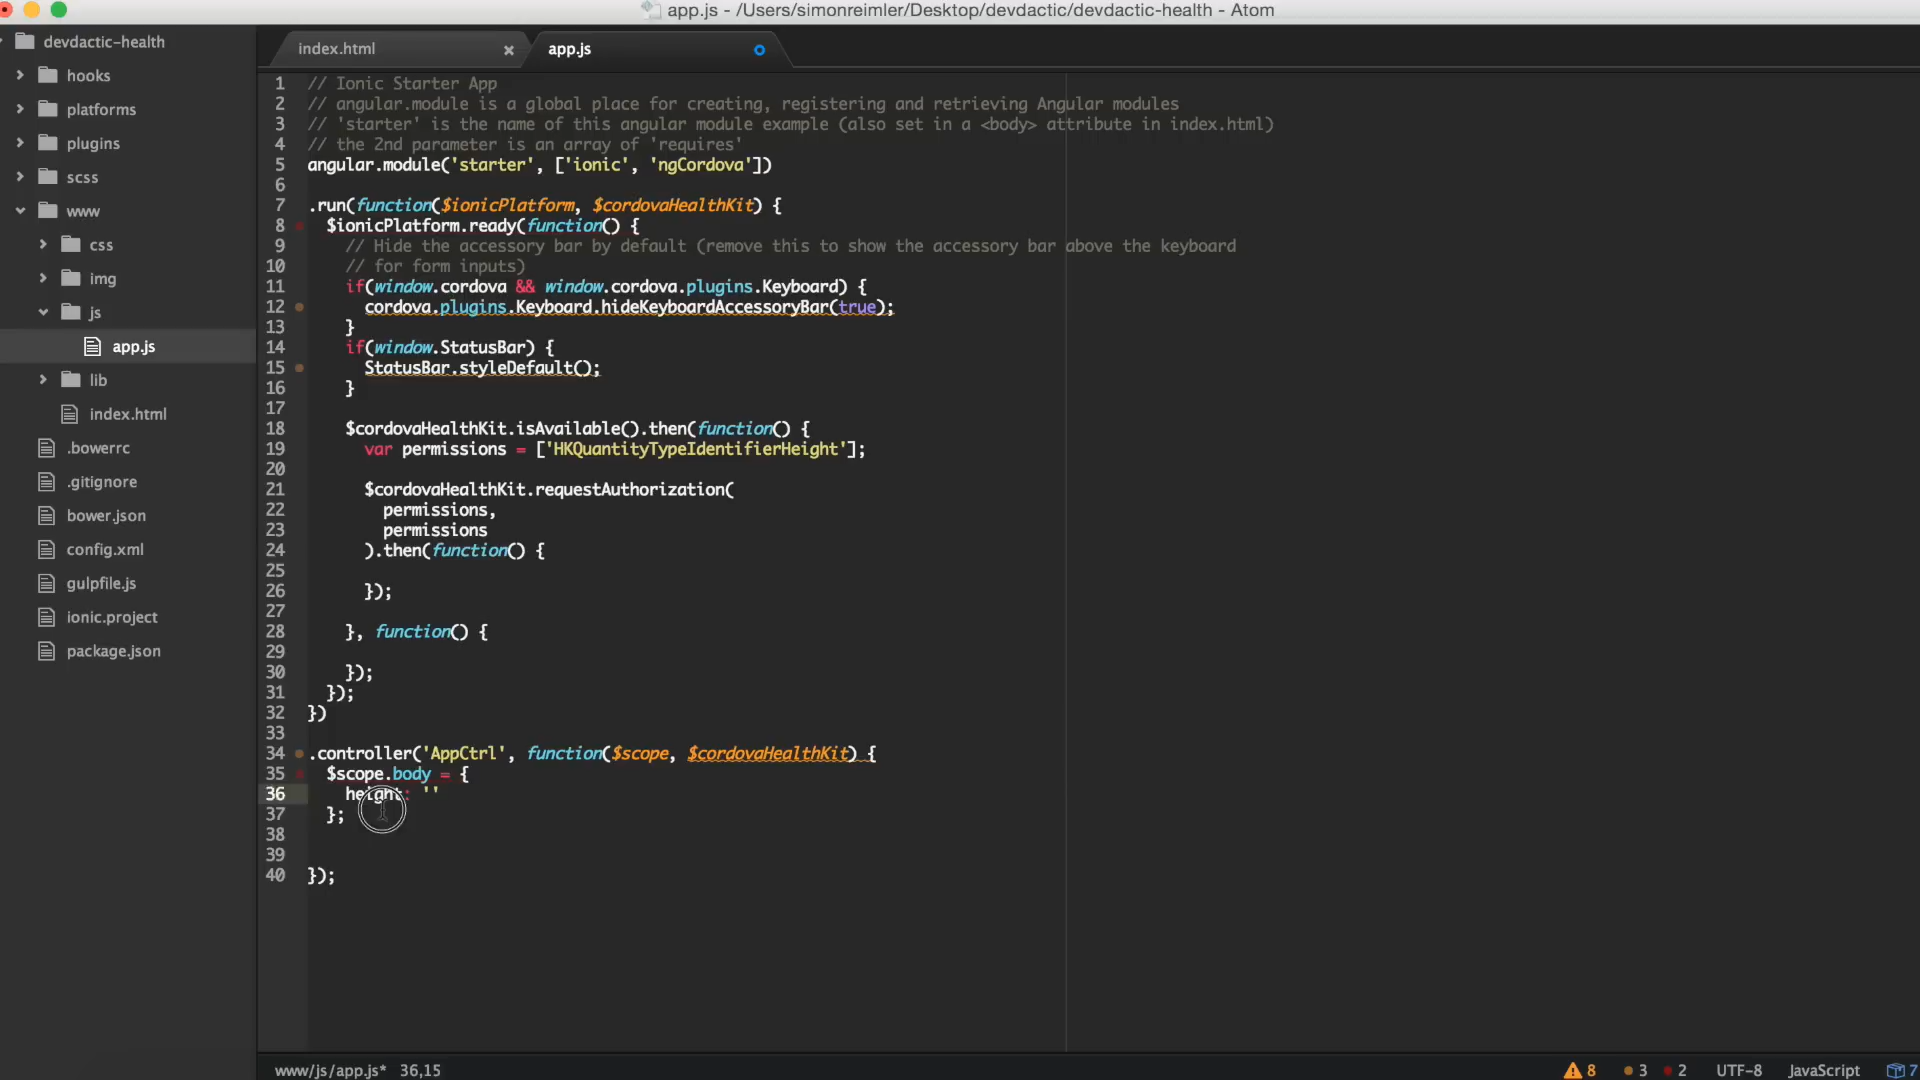 app.js - /Users/simonreimler/Desktop/devdactic/devdactic-health - Atom
devdactic-health
hooks
platforms
plugins
scss
www
css
img
js
app.js
lib
index.html
.bowerrc
.gitignore
bower.json
config.xml
gulpfile.js
ionic.project
package.json
index.html
app.js
1 // Ionic Starter App
2 // angular.module is a global place for creating, registering and retrieving Angular modules
3 // 'starter' is the name of this angular module example (also set in a <body> attribute in index.html)
4 // the 2nd parameter is an array of 'requires'
5 angular.module('starter', ['ionic', 'ngCordova'])
6
7 .run(function($ionicPlatform, $cordovaHealthKit) {
8 $ionicPlatform.ready(function() {
9 // Hide the accessory bar by default (remove this to show the accessory bar above the keyboard
10 // for form inputs)
11 if(window.cordova && window.cordova.plugins.Keyboard) {
12 cordova.plugins.Keyboard.hideKeyboardAccessoryBar(true);
13 }
14 if(window.StatusBar) {
15 StatusBar.styleDefault();
16 }
17
18 $cordovaHealthKit.isAvailable().then(function() {
19 var permissions = ['HKQuantityTypeIdentifierHeight'];
20
21 $cordovaHealthKit.requestAuthorization(
22 permissions,
23 permissions
24 ).then(function() {
25
26 });
27
28 }, function() {
29
30 });
31 });
32 })
33
34 .controller('AppCtrl', function($scope, $cordovaHealthKit) {
35 $scope.body = {
36 height: ''
37 };
38
39
40 });
www/js/app.js* 36,15
8 3 2 UTF-8 JavaScript 7